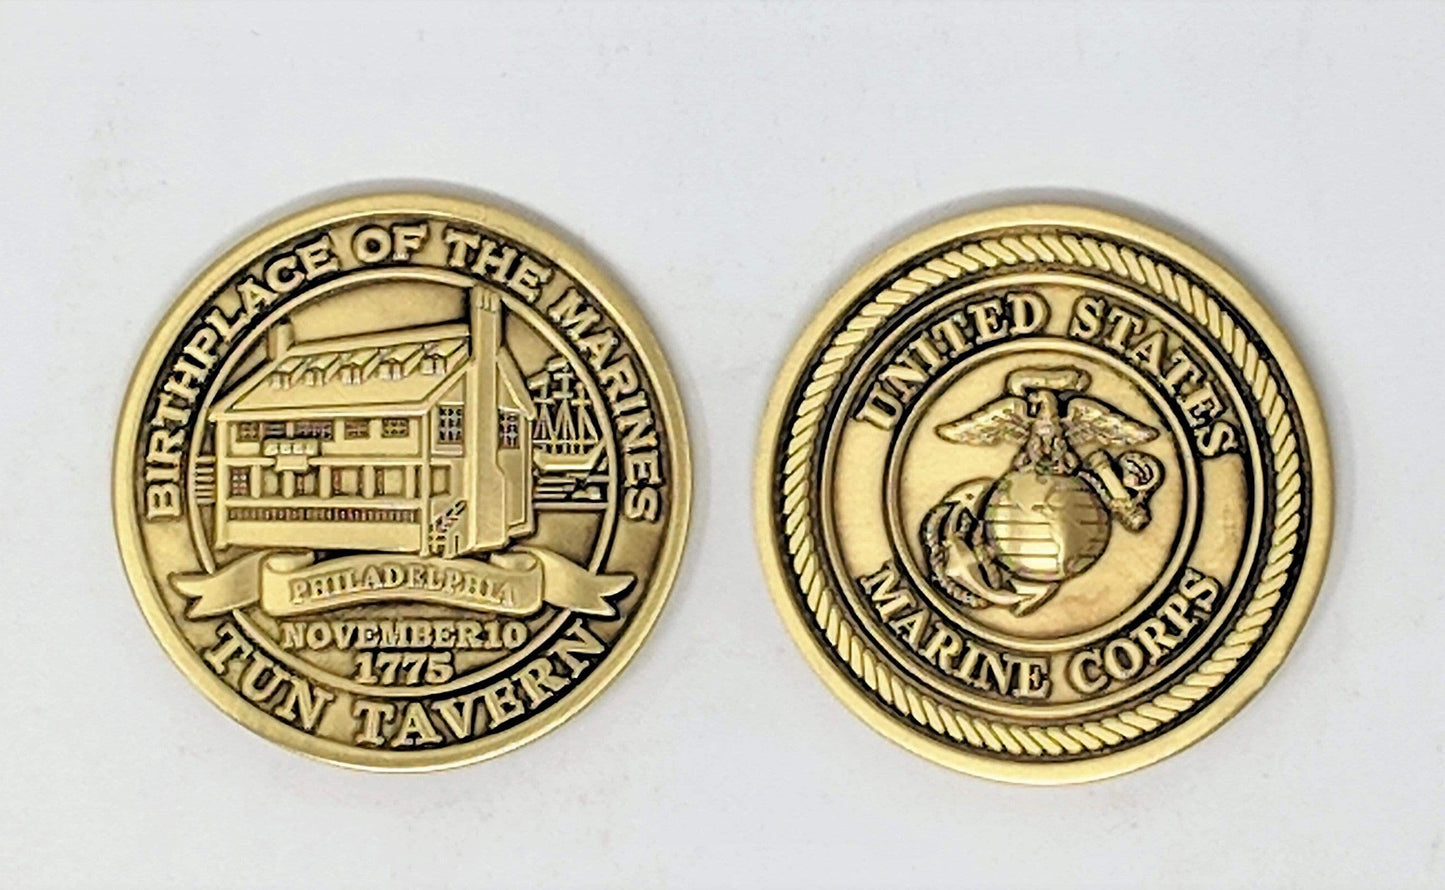 BIRTHPLACE OF THE MARINES
PHILADELPHIA
NOVEMBER 10
1775
TUN TAVERN
UNITED STATES
MARINE CORPS